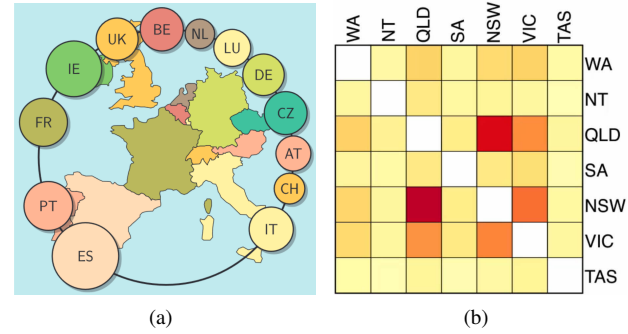 UK
BE
NL
LU
IE
DE
CZ
FR
AT
CH
PT
IT
ES
(a)
WA
NT
QLD
SA
NSW
VIC
TAS
WA
NT
QLD
SA
NSW
VIC
TAS
(b)